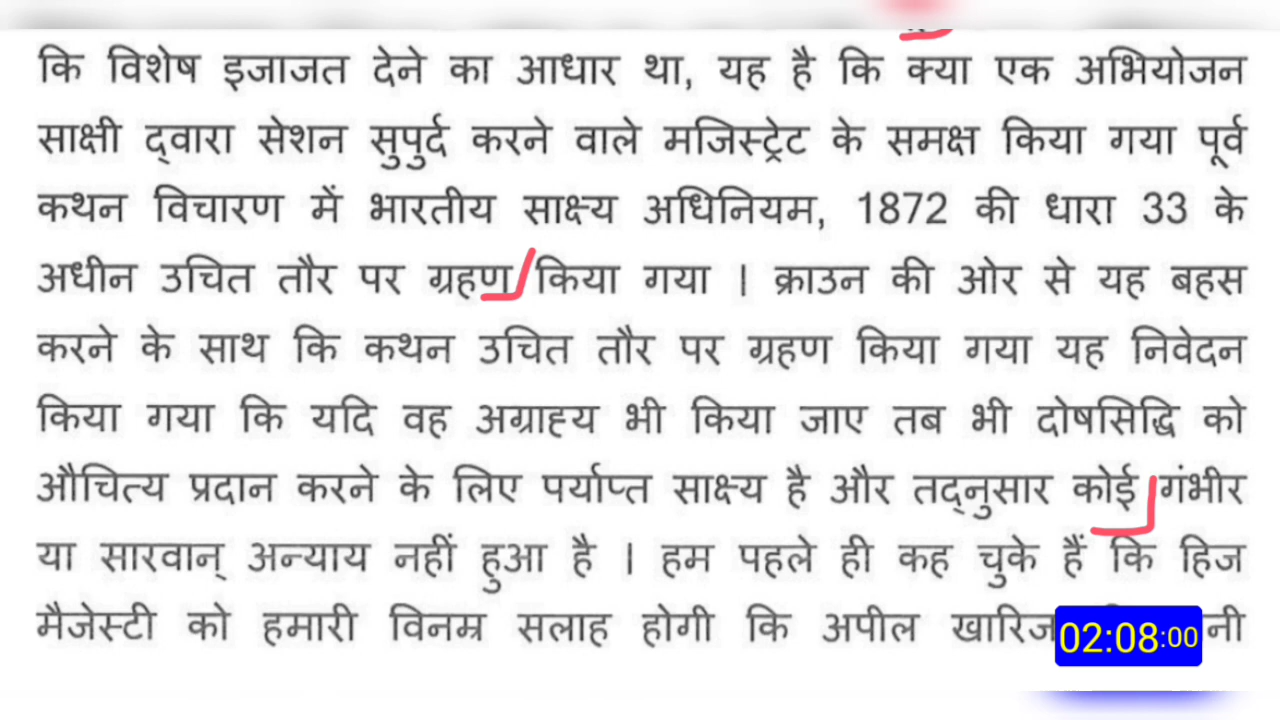 कि विशेष इजाजत देने का आधार था, यह है कि क्या एक अभियोजन
साक्षी द्वारा सेशन सुपुर्द करने वाले मजिस्ट्रेट के समक्ष किया गया पूर्व
कथन विचारण में भारतीय साक्ष्य अधिनियम, 1872 की धारा 33 के
अधीन उचित तौर पर ग्रहण किया गया | क्राउन की ओर से यह बहस
करने के साथ कि कथन उचित तौर पर ग्रहण किया गया यह निवेदन
किया गया कि यदि वह अग्राह्य भी किया जाए तब भी दोषसिद्धि को
औचित्य प्रदान करने के लिए पर्याप्त साक्ष्य है और तद्नुसार कोई गंभीर
या सारवान् अन्याय नहीं हुआ है | हम पहले ही कह चुके हैं कि हिज
मैजेस्टी को हमारी विनम्र सलाह होगी कि अपील खारिज
02:08:00